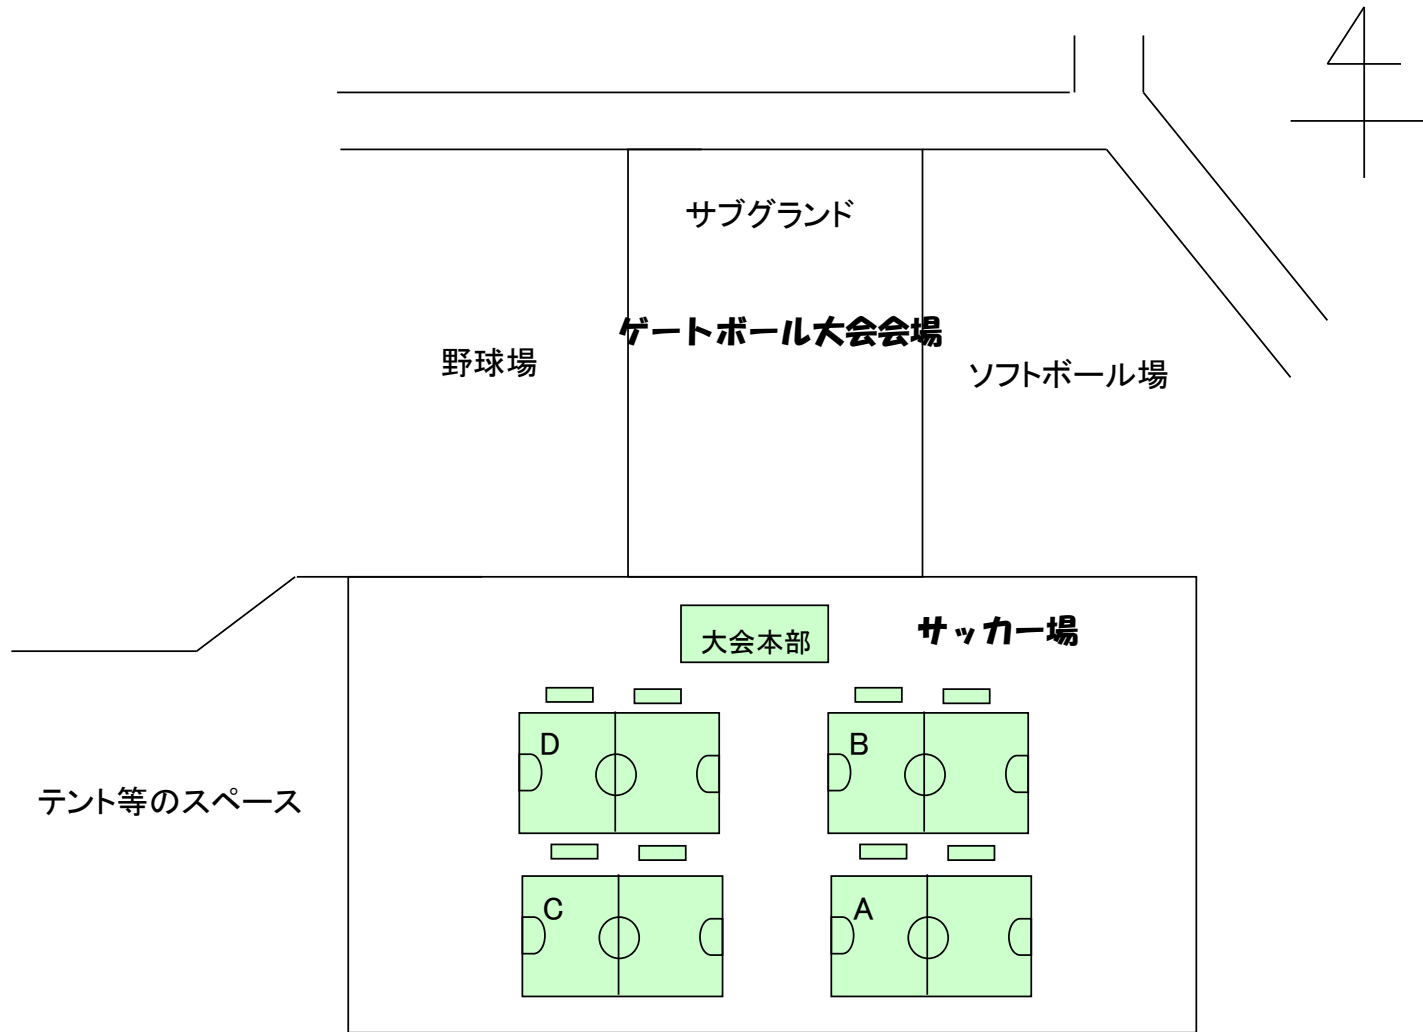 サブグランド
ゲートボール大会会場
野球場
ソフトボール場
大会本部
サッカー場
D
B
テント等のスペース
C
A